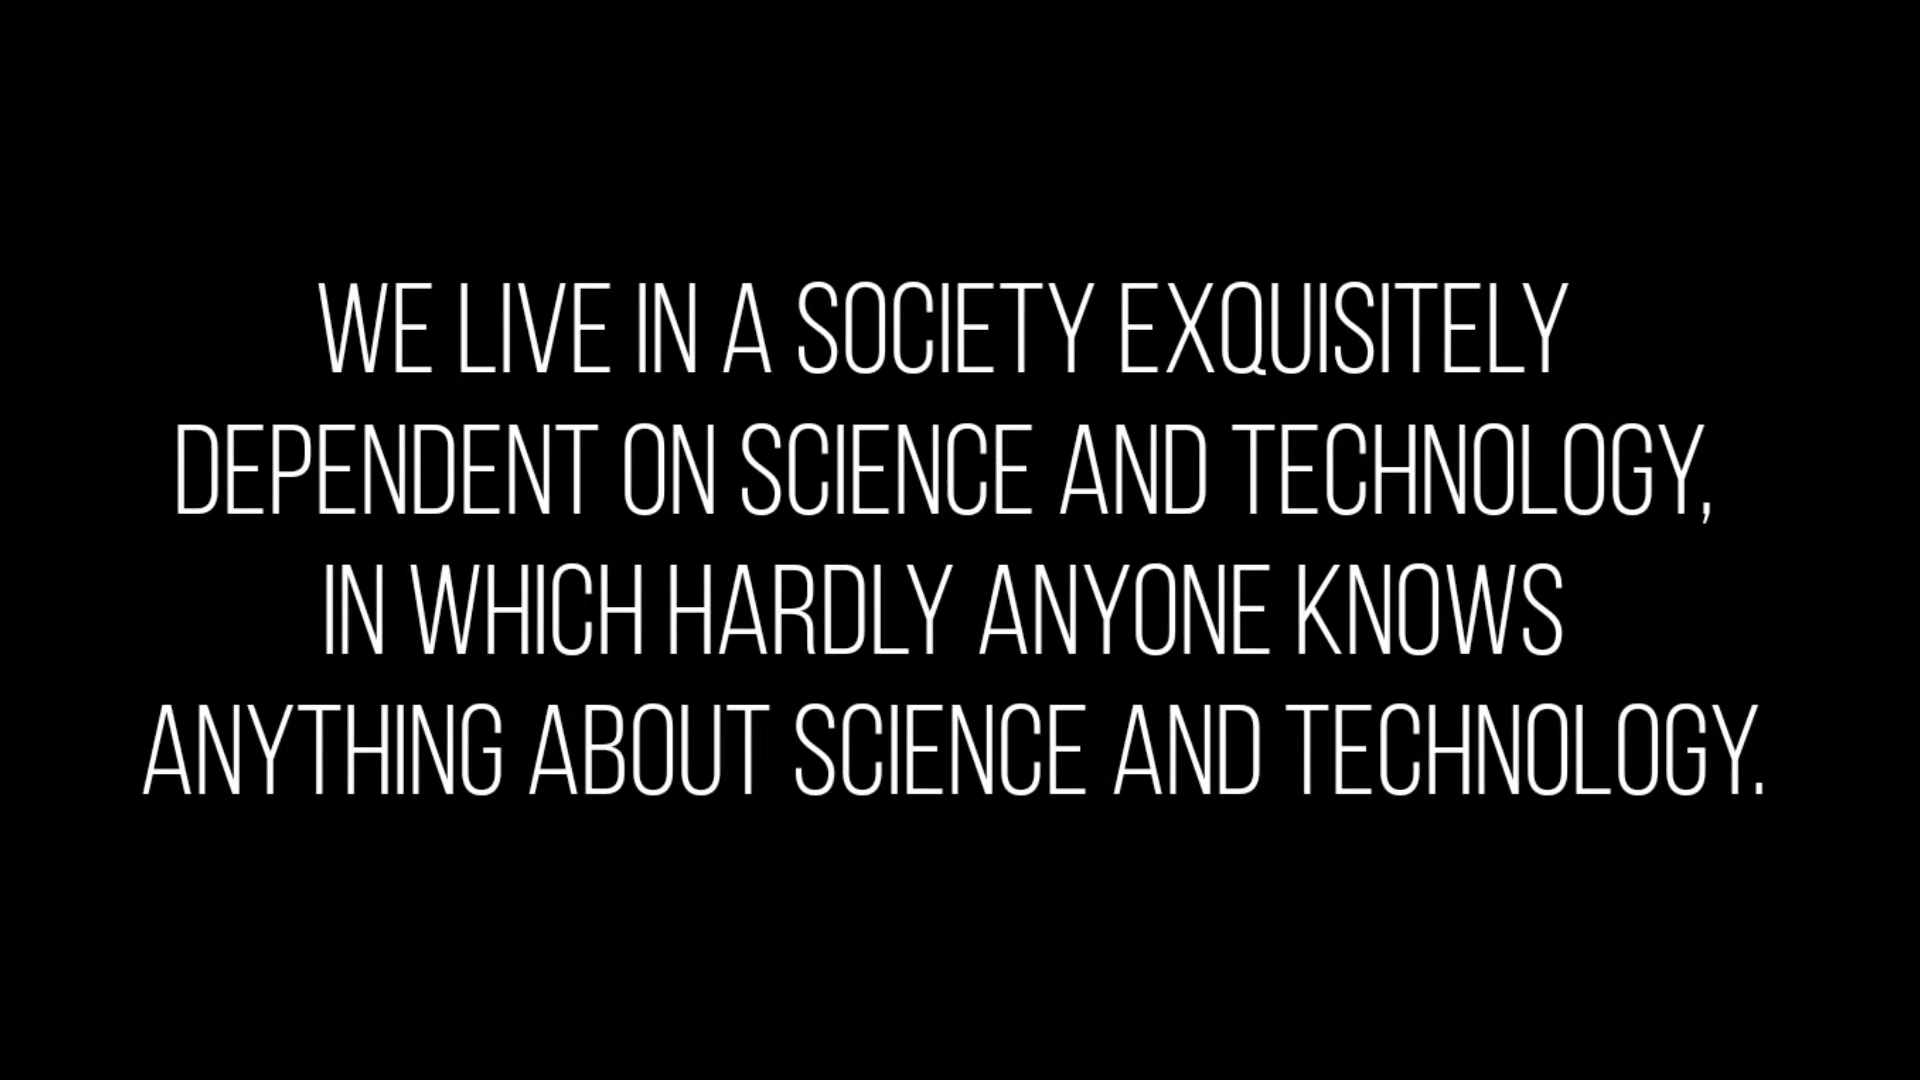 WE LIVE IN A SOCIETY EXQUISITELY
DEPENDENT ON SCIENCE AND TECHNOLOGY,
IN WHICH HARDLY ANYONE KNOWS
ANYTHING ABOUT SCIENCE AND TECHNOLOGY.